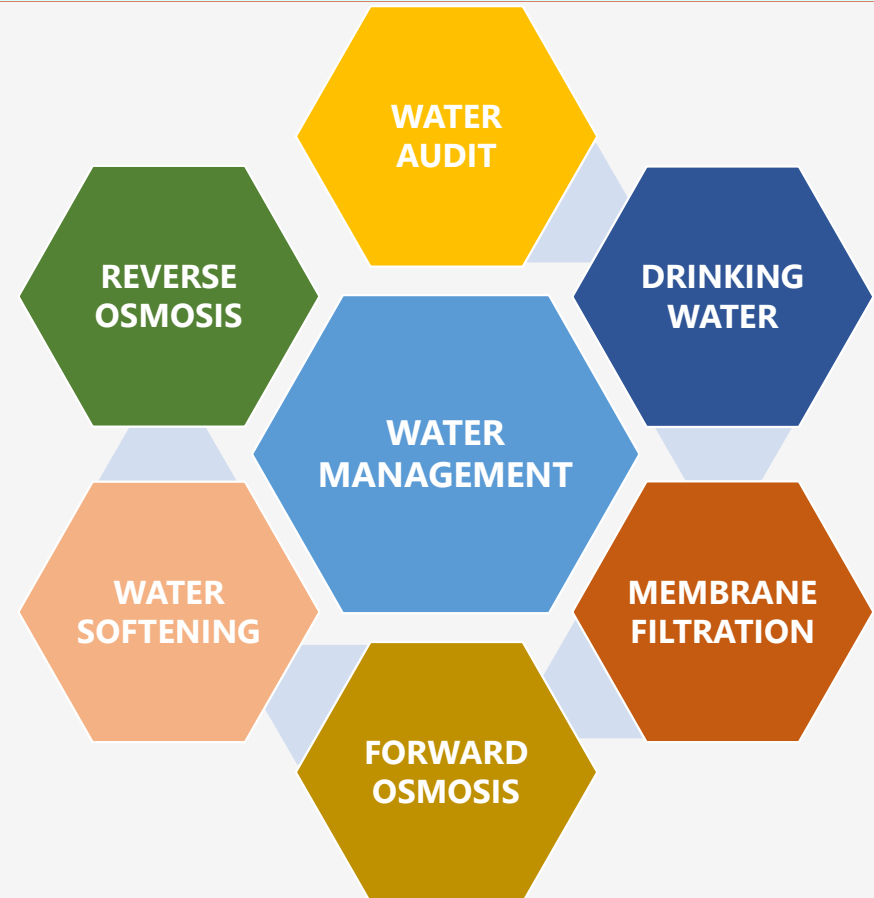 WATER
AUDIT
DRINKING
WATER
MEMBRANE
FILTRATION
FORWARD
OSMOSIS
WATER
SOFTENING
REVERSE
OSMOSIS
WATER
MANAGEMENT